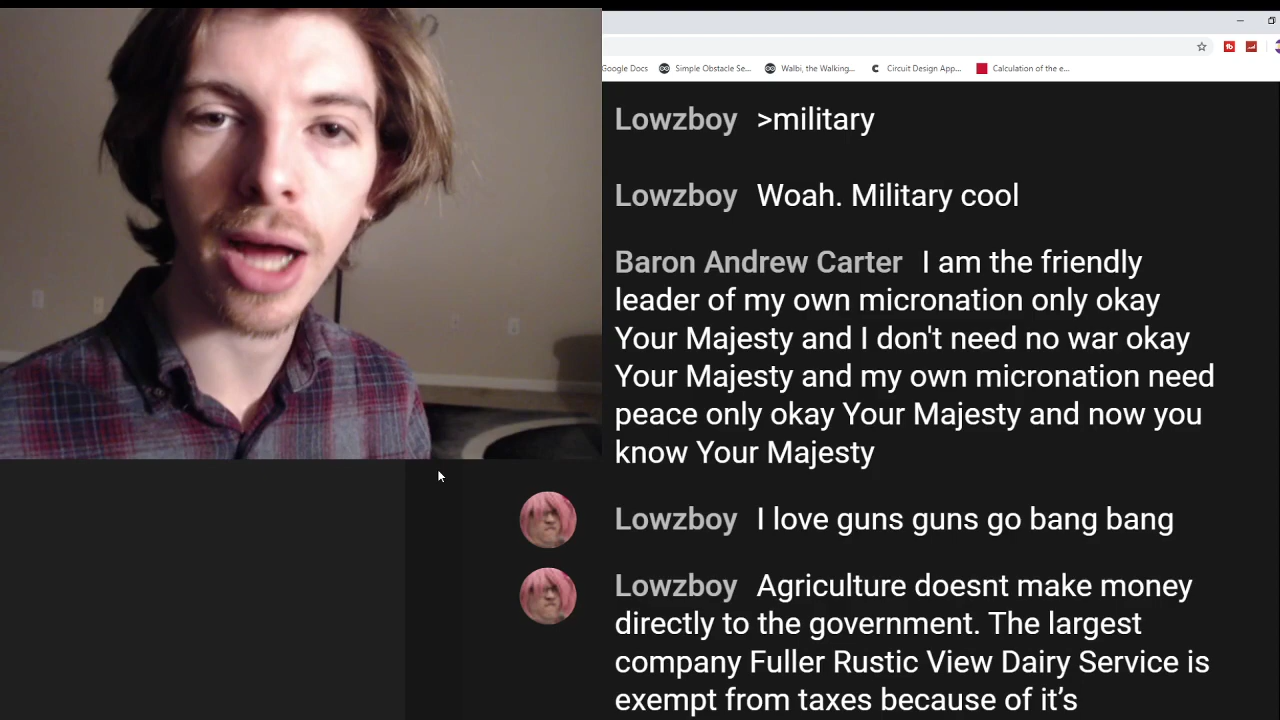 Google Docs Simple Obstacle Se... Walbi, the Walking... Circuit Design App... Calculation of the e...
Lowzboy >military
Lowzboy Woah. Military cool
Baron Andrew Carter I am the friendly
leader of my own micronation only okay
Your Majesty and I don't need no war okay
Your Majesty and my own micronation need
peace only okay Your Majesty and now you
know Your Majesty
Lowzboy I love guns guns go bang bang
Lowzboy Agriculture doesnt make money
directly to the government. The largest
company Fuller Rustic View Dairy Service is
exempt from taxes because of it’s